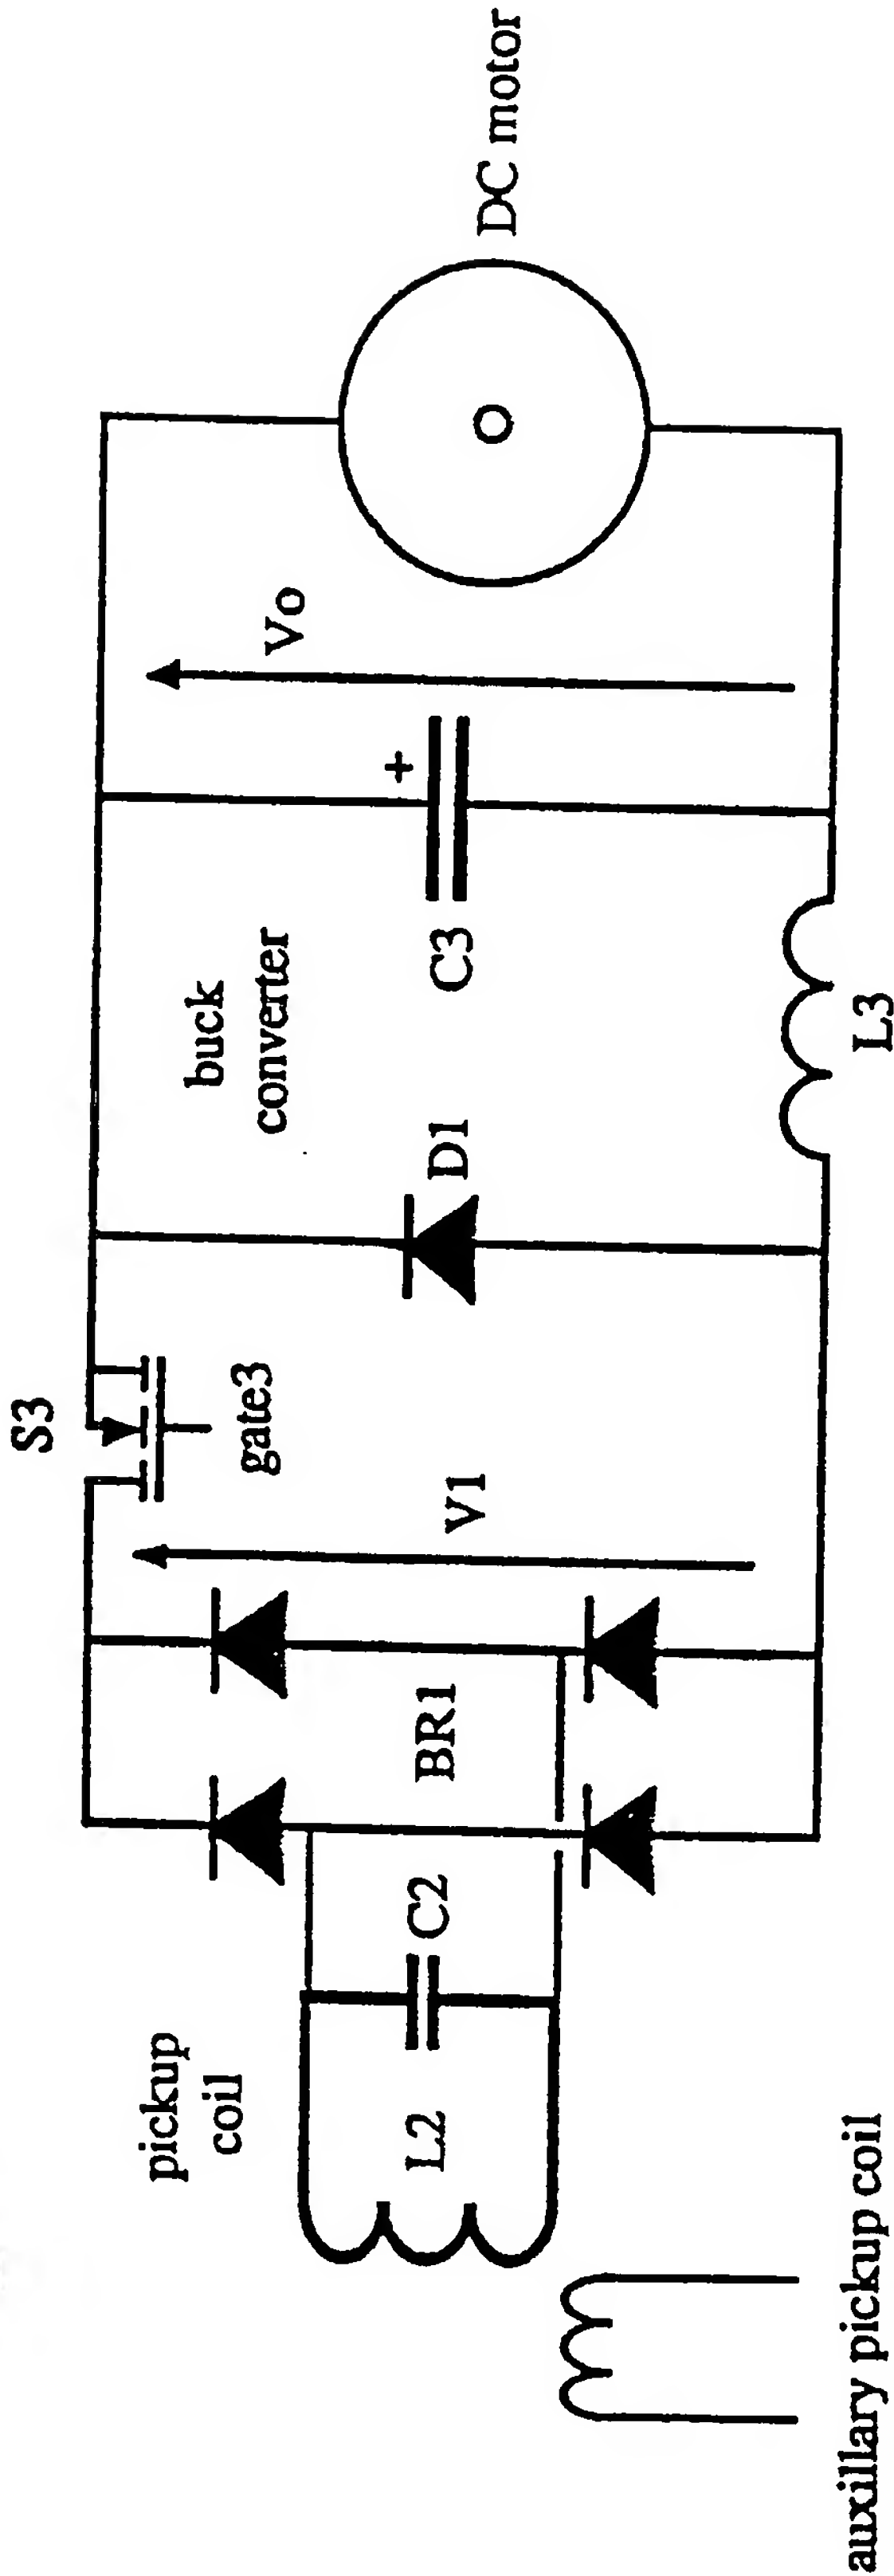 S3
pickup
coil
L2
C2
BR1
V1
gate3
D1
buck
converter
C3
+
Vo
DC motor
L3
auxillary pickup coil